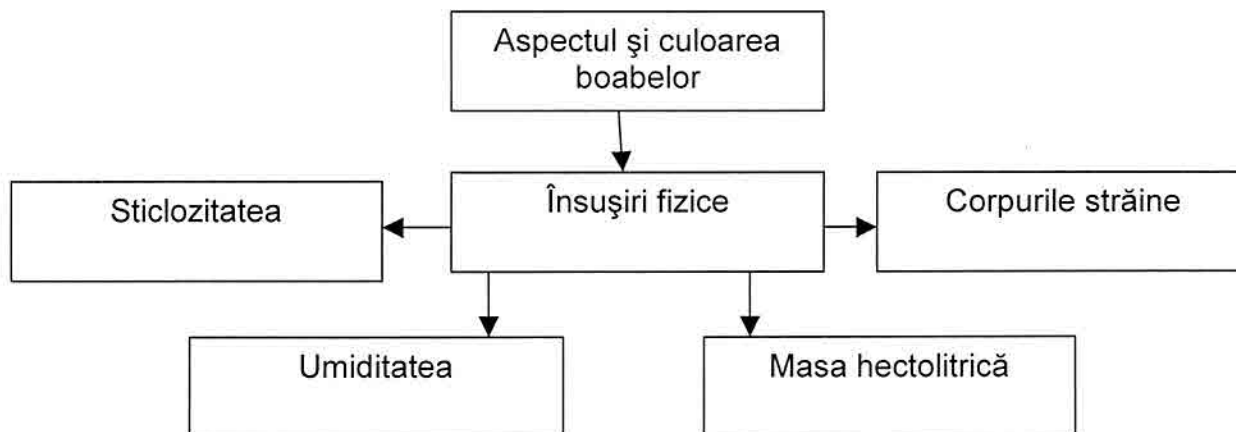 Aspectul şi culoarea
boabelor
Sticlozitatea
Însuşiri fizice
Corpurile străine
Umiditatea
Masa hectolitrică